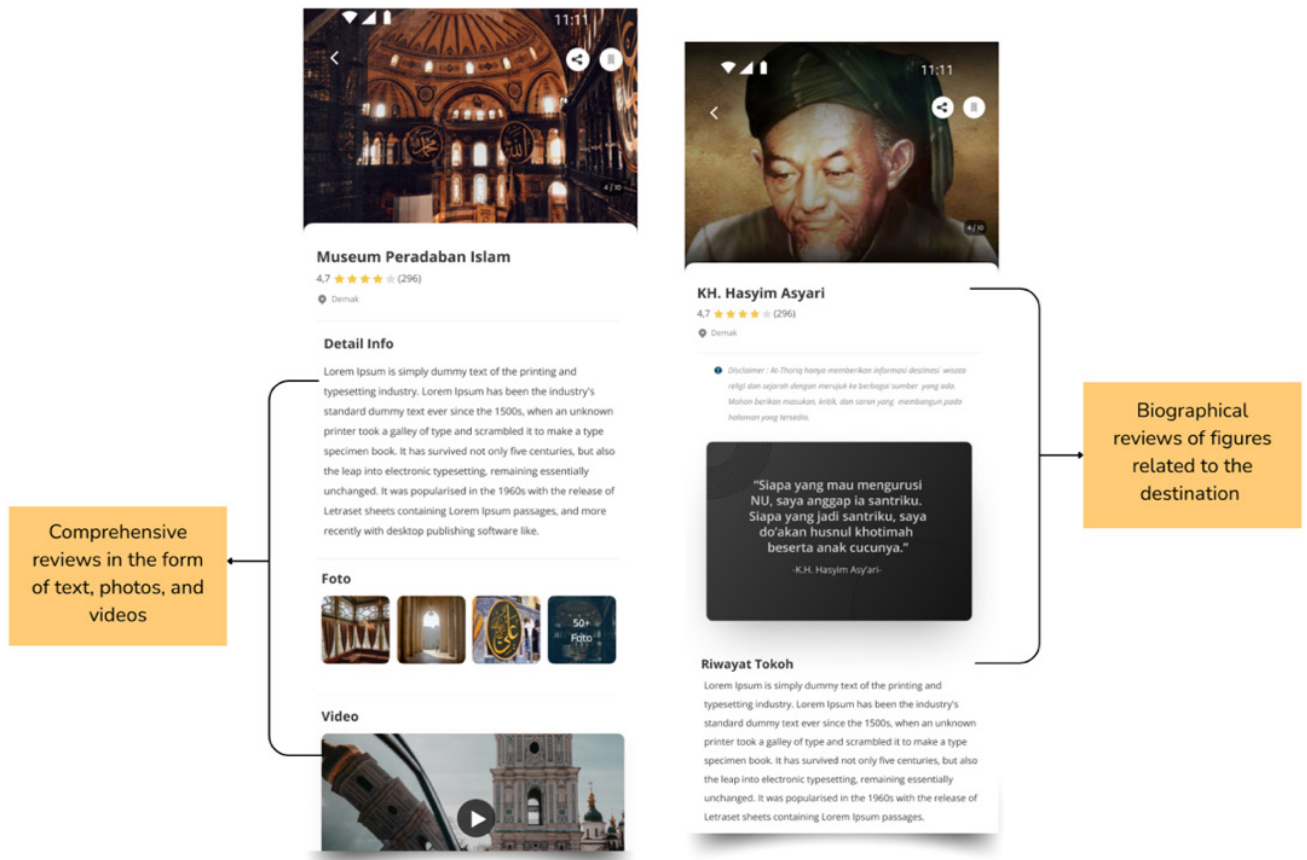 11:11
4 / 10
Museum Peradaban Islam
4,7 (296)
Demak
Detail Info
Lorem Ipsum is simply dummy text of the printing and
typesetting industry. Lorem Ipsum has been the industry's
standard dummy text ever since the 1500s, when an unknown
printer took a galley of type and scrambled it to make a type
specimen book. It has survived not only five centuries, but also
the leap into electronic typesetting, remaining essentially
unchanged. It was popularised in the 1960s with the release of
Letraset sheets containing Lorem Ipsum passages, and more
recently with desktop publishing software like.
Foto
50+
Foto
Video
Comprehensive
reviews in the form
of text, photos, and
videos
11:11
4 / 10
KH. Hasyim Asyari
4,7 (296)
Demak
Disclaimer : At-Thoriq hanya memberikan informasi destinasi wisata
religi dan sejarah dengan merujuk ke berbagai sumber yang ada.
Mohon berikan masukan, kritik, dan saran yang membangun pada
halaman yang tersedia.
“Siapa yang mau mengurusi
NU, saya anggap ia santriku.
Siapa yang jadi santriku, saya
do’akan husnul khotimah
beserta anak cucunya.”
-K.H. Hasyim Asy’ari-
Riwayat Tokoh
Lorem Ipsum is simply dummy text of the printing and
typesetting industry. Lorem Ipsum has been the industry's
standard dummy text ever since the 1500s, when an unknown
printer took a galley of type and scrambled it to make a type
specimen book. It has survived not only five centuries, but also
the leap into electronic typesetting, remaining essentially
unchanged. It was popularised in the 1960s with the release of
Letraset sheets containing Lorem Ipsum passages.
Biographical
reviews of figures
related to the
destination